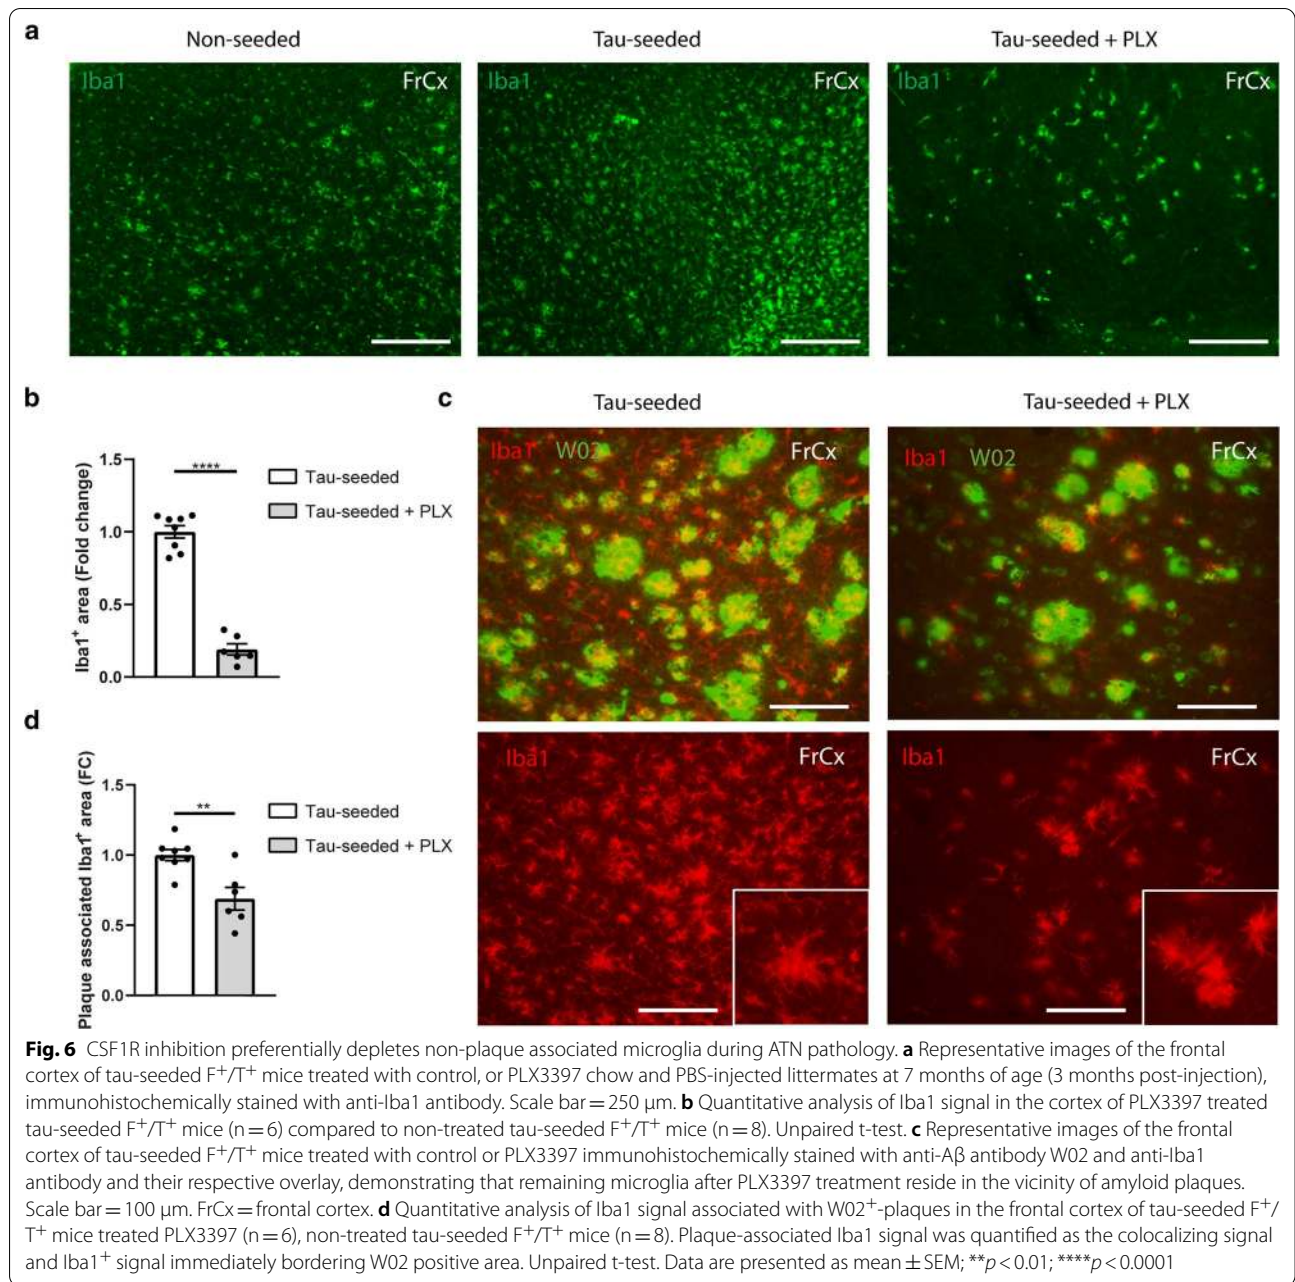 a
Non-seeded
Tau-seeded
Tau-seeded + PLX
Iba1
FrCx
Iba1
FrCx
Iba1
FrCx
b
Iba1⁺ area (Fold change)
1.5
1.0
0.5
0.0
****
Tau-seeded
Tau-seeded + PLX
c
Tau-seeded
Tau-seeded + PLX
Iba1 W02
FrCx
Iba1 W02
FrCx
Iba1
FrCx
Iba1
FrCx
d
Plaque associated Iba1⁺ area (FC)
1.5
1.0
0.5
0.0
**
Tau-seeded
Tau-seeded + PLX
Fig. 6 CSF1R inhibition preferentially depletes non-plaque associated microglia during ATN pathology. a Representative images of the frontal
cortex of tau-seeded F⁺/T⁺ mice treated with control, or PLX3397 chow and PBS-injected littermates at 7 months of age (3 months post-injection),
immunohistochemically stained with anti-Iba1 antibody. Scale bar = 250 µm. b Quantitative analysis of Iba1 signal in the cortex of PLX3397 treated
tau-seeded F⁺/T⁺ mice (n = 6) compared to non-treated tau-seeded F⁺/T⁺ mice (n = 8). Unpaired t-test. c Representative images of the frontal
cortex of tau-seeded F⁺/T⁺ mice treated with control or PLX3397 immunohistochemically stained with anti-Aβ antibody W02 and anti-Iba1
antibody and their respective overlay, demonstrating that remaining microglia after PLX3397 treatment reside in the vicinity of amyloid plaques.
Scale bar = 100 µm. FrCx = frontal cortex. d Quantitative analysis of Iba1 signal associated with W02⁺-plaques in the frontal cortex of tau-seeded F⁺/
T⁺ mice treated PLX3397 (n = 6), non-treated tau-seeded F⁺/T⁺ mice (n = 8). Plaque-associated Iba1 signal was quantified as the colocalizing signal
and Iba1⁺ signal immediately bordering W02 positive area. Unpaired t-test. Data are presented as mean ± SEM; **p < 0.01; ****p < 0.0001